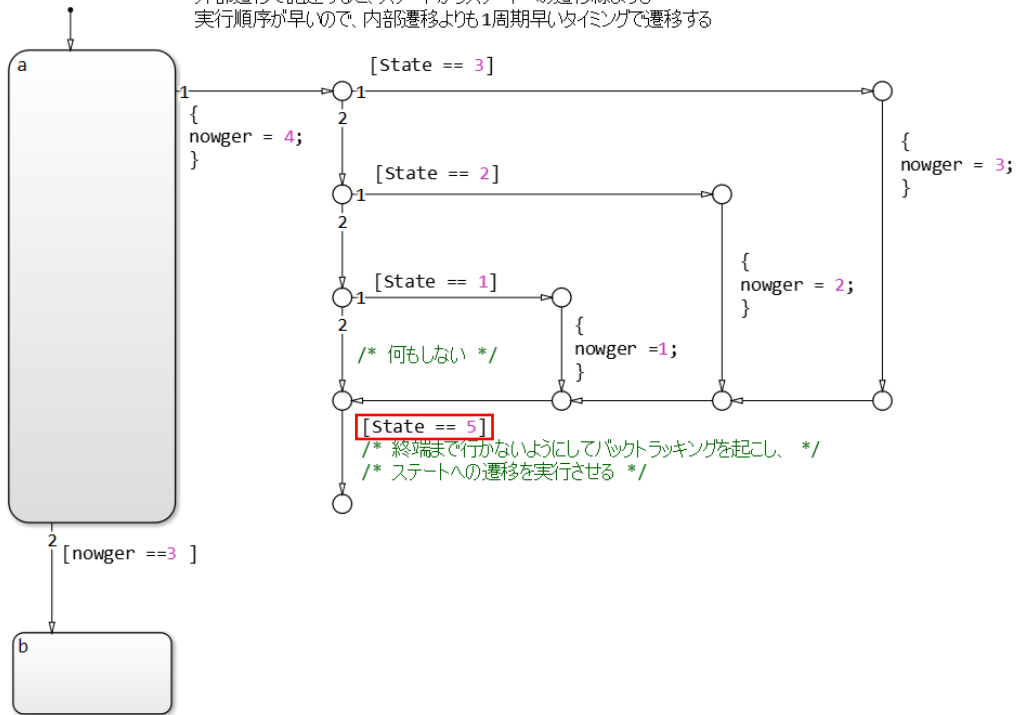 実行順序が早いので、内部遷移よりも1周期早いタイミングで遷移する
a
[State == 3]
1
1
{
nowger = 4;
}
2
{
nowger = 3;
}
[State == 2]
1
2
{
nowger = 2;
}
[State == 1]
1
2
{
nowger =1;
}
/* 何もしない */
[State == 5]
/* 終端まで行かないようにしてバックトラッキングを起こし、 */
/* ステートへの遷移を実行させる */
2
[nowger ==3 ]
b